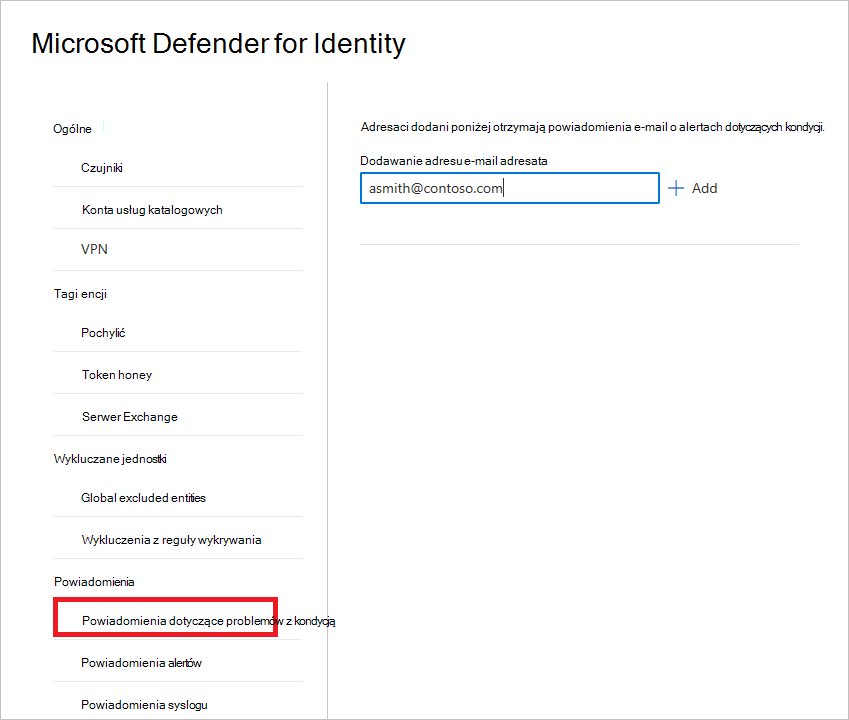 Microsoft Defender for Identity
Ogólne
Czujniki
Konta usług katalogowych
VPN
Tagi encji
Pochylić
Token honey
Serwer Exchange
Wykluczane jednostki
Global excluded entities
Wykluczenia z reguły wykrywania
Powiadomienia
Powiadomienia dotyczące problemów z kondycją
Powiadomienia alertów
Powiadomienia syslogu
Adresaci dodani poniżej otrzymają powiadomienia e-mail o alertach dotyczących kondycji.
Dodawanie adresu e-mail adresata
asmith@contoso.com
Add